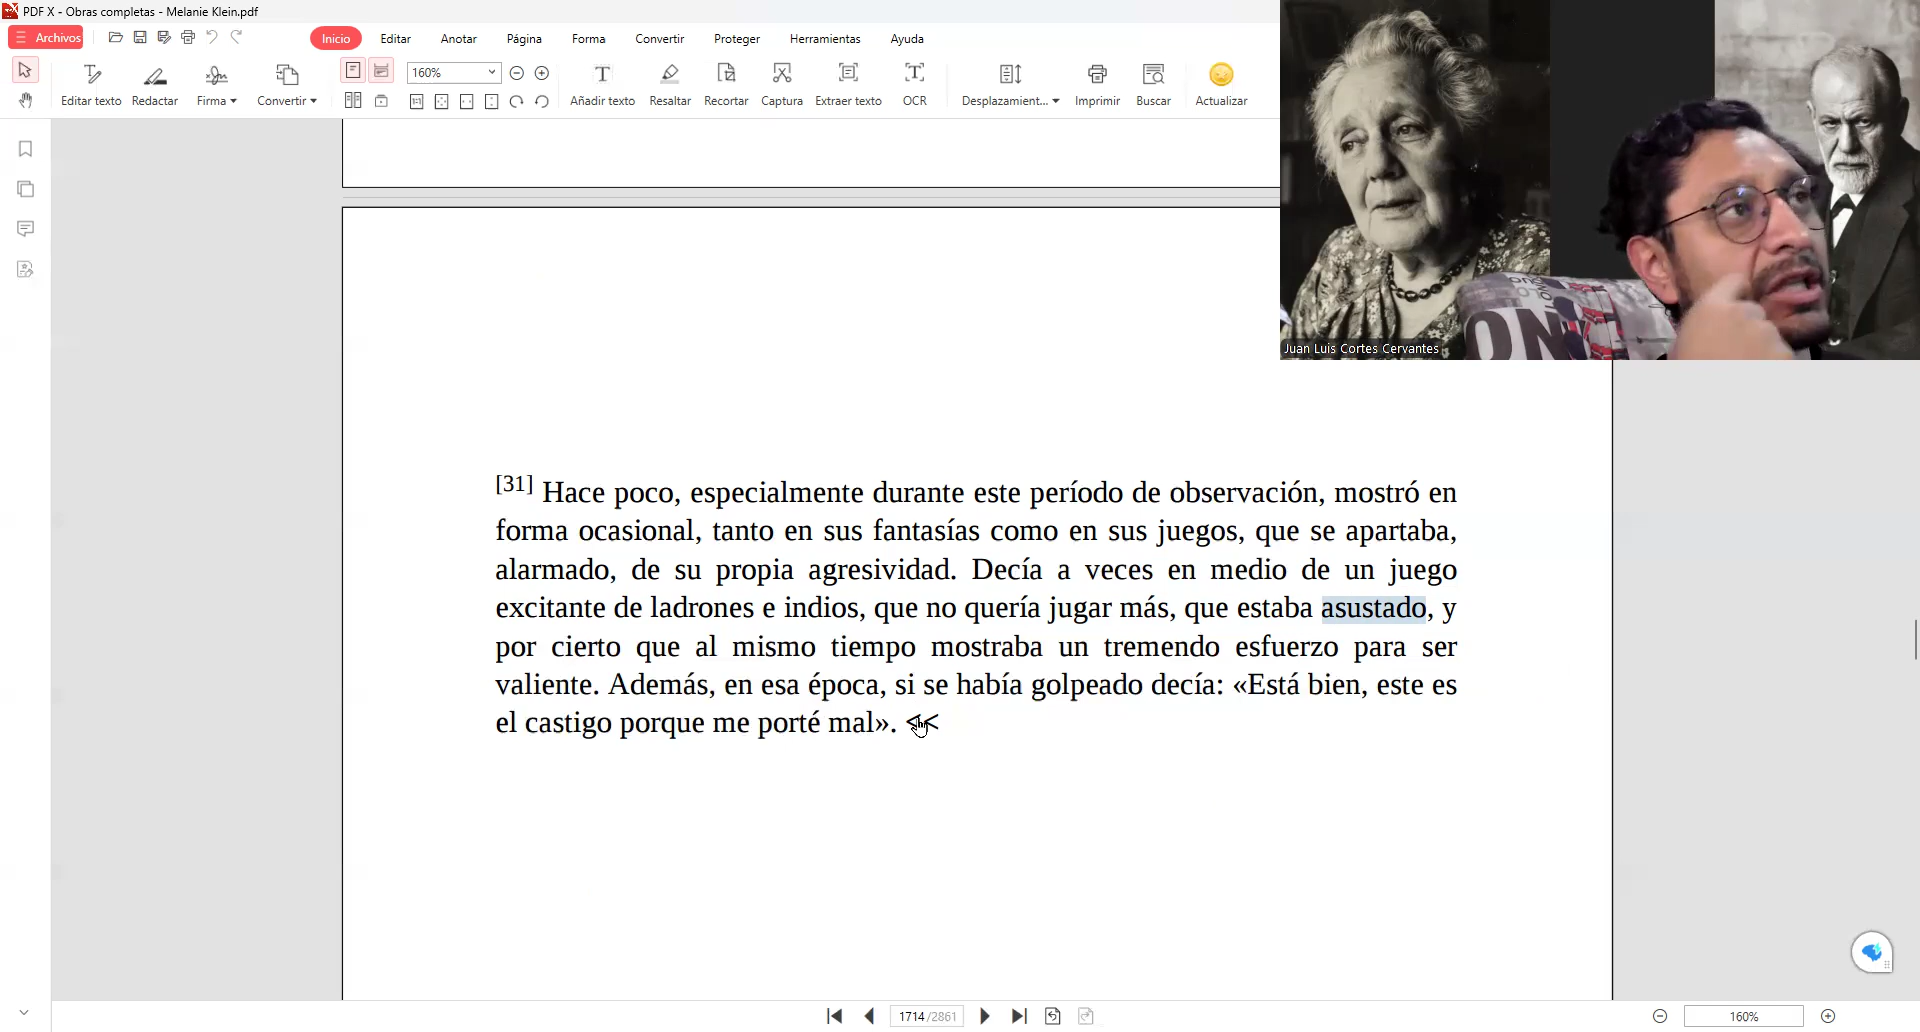 PDF X - Obras completas - Melanie Klein.pdf
Archivos
Inicio
Editar
Anotar
Página
Forma
Convertir
Proteger
Herramientas
Ayuda
160%
Editar texto
Redactar
Firma
Convertir
Añadir texto
Resaltar
Recortar
Captura
Extraer texto
OCR
Desplazamient...
Imprimir
Buscar
Actualizar
Juan Luis Cortes Cervantes
[31] Hace poco, especialmente durante este período de observación, mostró en
forma ocasional, tanto en sus fantasías como en sus juegos, que se apartaba,
alarmado, de su propia agresividad. Decía a veces en medio de un juego
excitante de ladrones e indios, que no quería jugar más, que estaba asustado, y
por cierto que al mismo tiempo mostraba un tremendo esfuerzo para ser
valiente. Además, en esa época, si se había golpeado decía: «Está bien, este es
el castigo porque me porté mal». <<
1714 /2861
160%